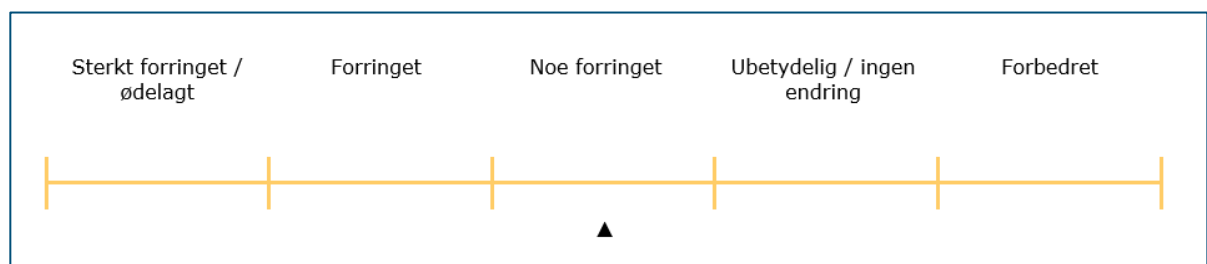 Sterkt forringet /
ødelagt
Forringet
Noe forringet
Ubetydelig / ingen
endring
Forbedret